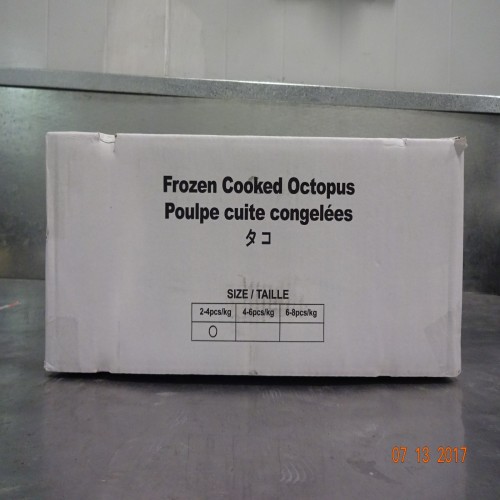 Frozen Cooked Octopus
Poulpe cuite congelées
タコ
SIZE / TAILLE
2-4pcs/kg 4-6pcs/kg 6-8pcs/kg
O
07 13 2017